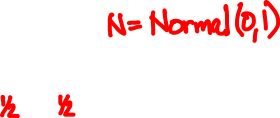 N = Normal(0,1)
½ ½